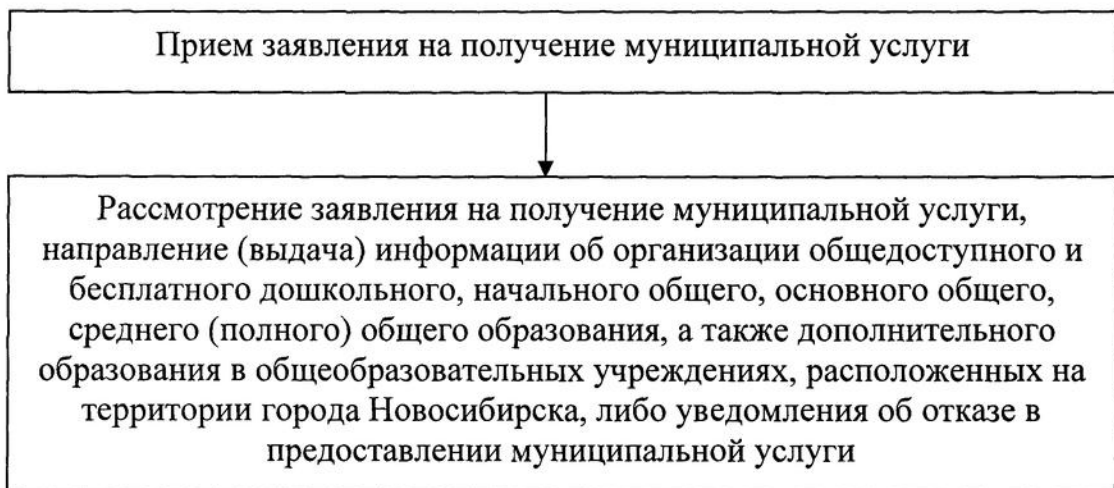 Прием заявления на получение муниципальной услуги
Рассмотрение заявления на получение муниципальной услуги,
направление (выдача) информации об организации общедоступного и
бесплатного дошкольного, начального общего, основного общего,
среднего (полного) общего образования, а также дополнительного
образования в общеобразовательных учреждениях, расположенных на
территории города Новосибирска, либо уведомления об отказе в
предоставлении муниципальной услуги